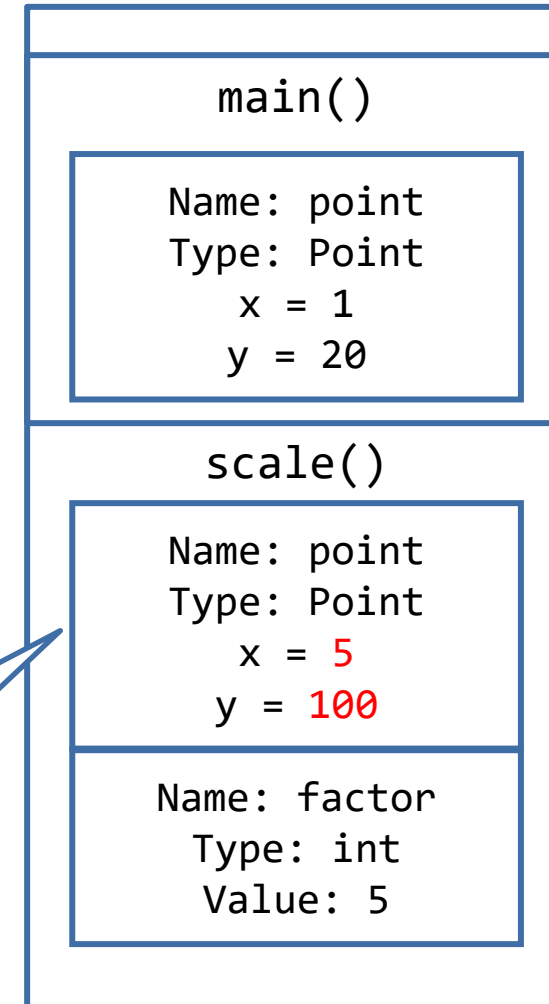 main()
Name: point
Type: Point
x = 1
y = 20
scale()
Name: point
Type: Point
x = 5
y = 100
Name: factor
Type: int
Value: 5